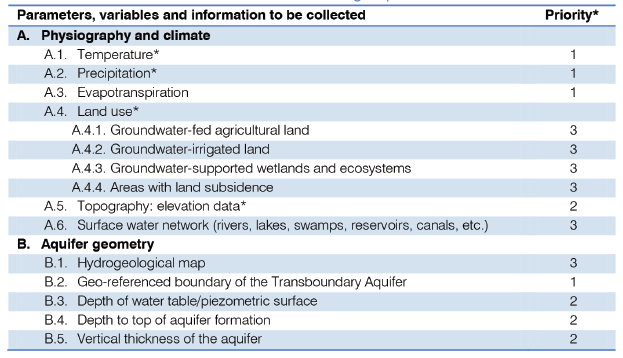 Parameters, variables and information to be collected Priority*
A. Physiography and climate
A.1. Temperature* 1
A.2. Precipitation* 1
A.3. Evapotranspiration 1
A.4. Land use*
A.4.1. Groundwater-fed agricultural land 3
A.4.2. Groundwater-irrigated land 3
A.4.3. Groundwater-supported wetlands and ecosystems 3
A.4.4. Areas with land subsidence 3
A.5. Topography: elevation data* 2
A.6. Surface water network (rivers, lakes, swamps, reservoirs, canals, etc.) 3
B. Aquifer geometry
B.1. Hydrogeological map 3
B.2. Geo-referenced boundary of the Transboundary Aquifer 1
B.3. Depth of water table/piezometric surface 2
B.4. Depth to top of aquifer formation 2
B.5. Vertical thickness of the aquifer 2